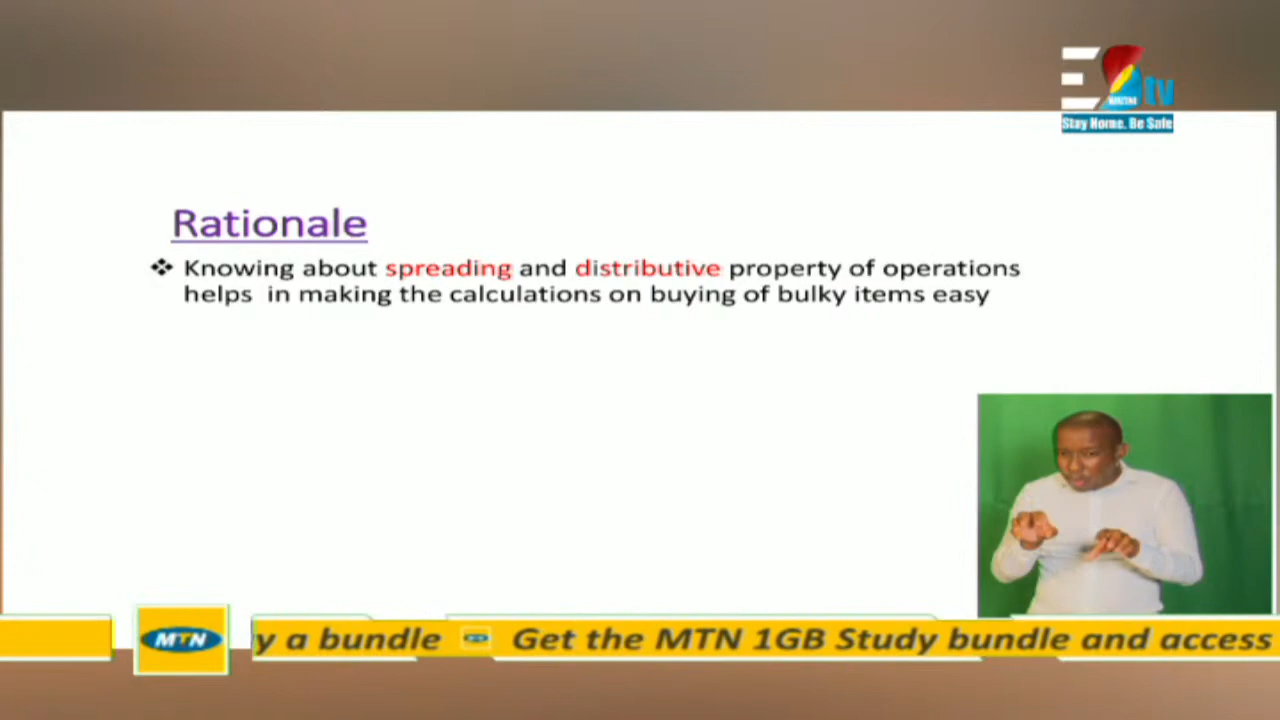 tv
Stay Home. Be Safe
Rationale
❖ Knowing about spreading and distributive property of operations
helps in making the calculations on buying of bulky items easy
MTN
y a bundle Get the MTN 1GB Study bundle and access